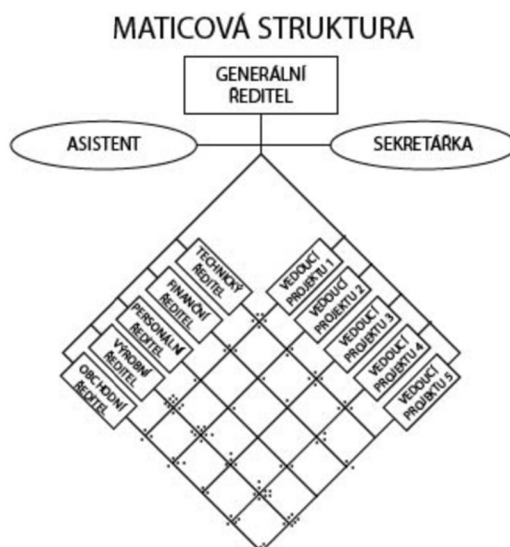 MATICOVÁ STRUKTURA
GENERÁLNÍ
ŘEDITEL
ASISTENT
SEKRETÁŘKA
TECHNICKÝ
ŘEDITEL
FINANČNÍ
ŘEDITEL
PERSONÁLNÍ
ŘEDITEL
VÝROBNÍ
ŘEDITEL
OBCHODNÍ
ŘEDITEL
VEDOUCÍ
PROJEKTU 1
VEDOUCÍ
PROJEKTU 2
VEDOUCÍ
PROJEKTU 3
VEDOUCÍ
PROJEKTU 4
VEDOUCÍ
PROJEKTU 5